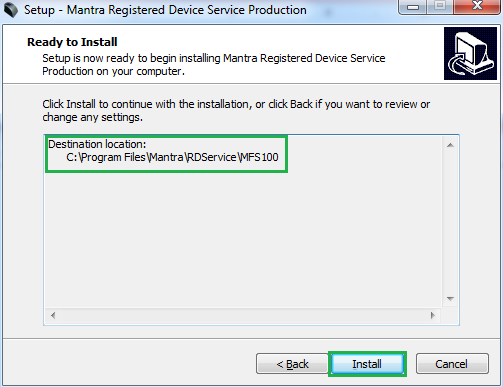 Setup - Mantra Registered Device Service Production
Ready to Install
Setup is now ready to begin installing Mantra Registered Device Service
Production on your computer.
Click Install to continue with the installation, or click Back if you want to review or
change any settings.
Destination location:
C:\Program Files\Mantra\RDService\MFS100
< Back
Install
Cancel